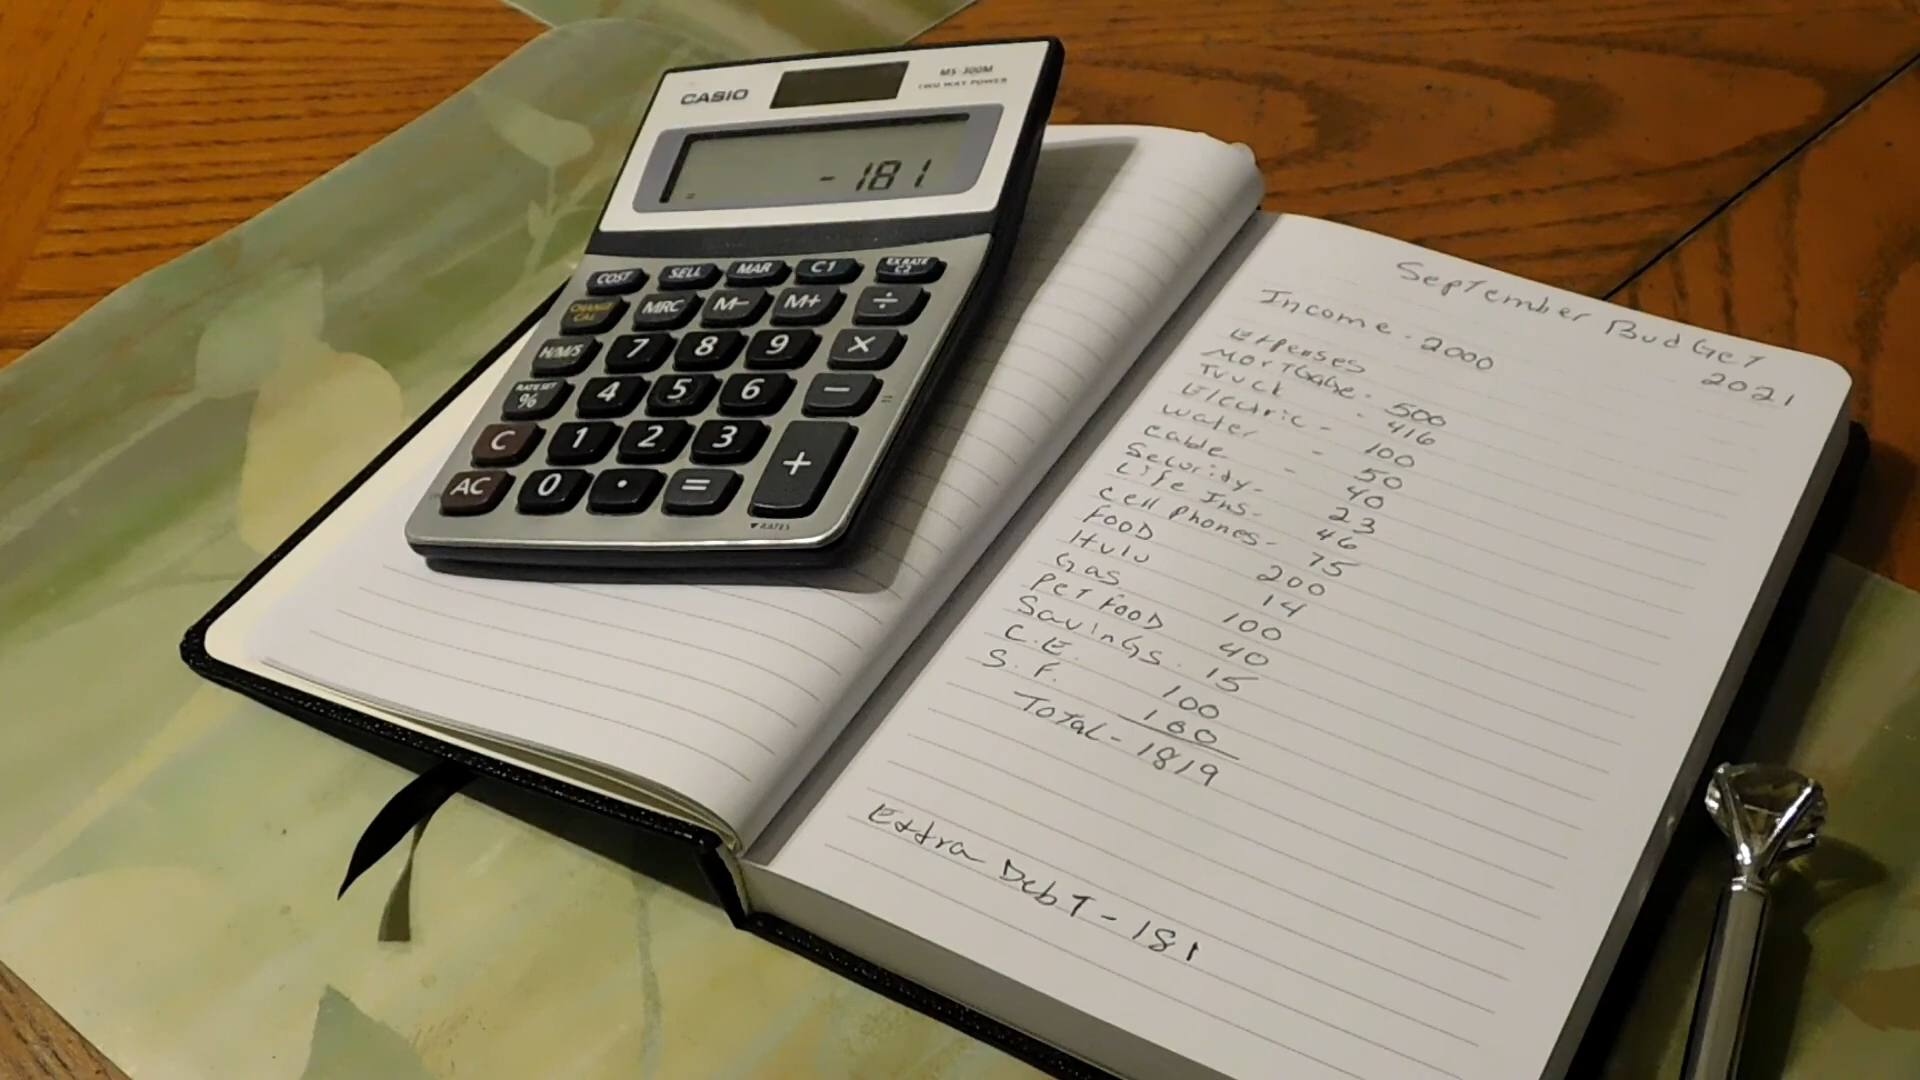 CASIO
MS-300M
TWO WAY POWER
-181
COST SELL MAR C1 EX RATE C2
CHANGE CAL MRC M- M+ ÷
H/M/S 7 8 9 ×
RATE SET % 4 5 6 −
C 1 2 3 +
AC 0 . =
▼RATES
September Budget
2021
Income - 2000
Expenses
Mortgage - 500
Truck - 416
Electric - 100
Water - 50
Cable - 40
Security - 23
Life Ins - 46
Cell Phones - 75
Food 200
Hulu 14
Gas 100
Pet Food 40
Savings - 15
C.E. 100
S.F. 100
Total - 1819
Extra Debt - 181